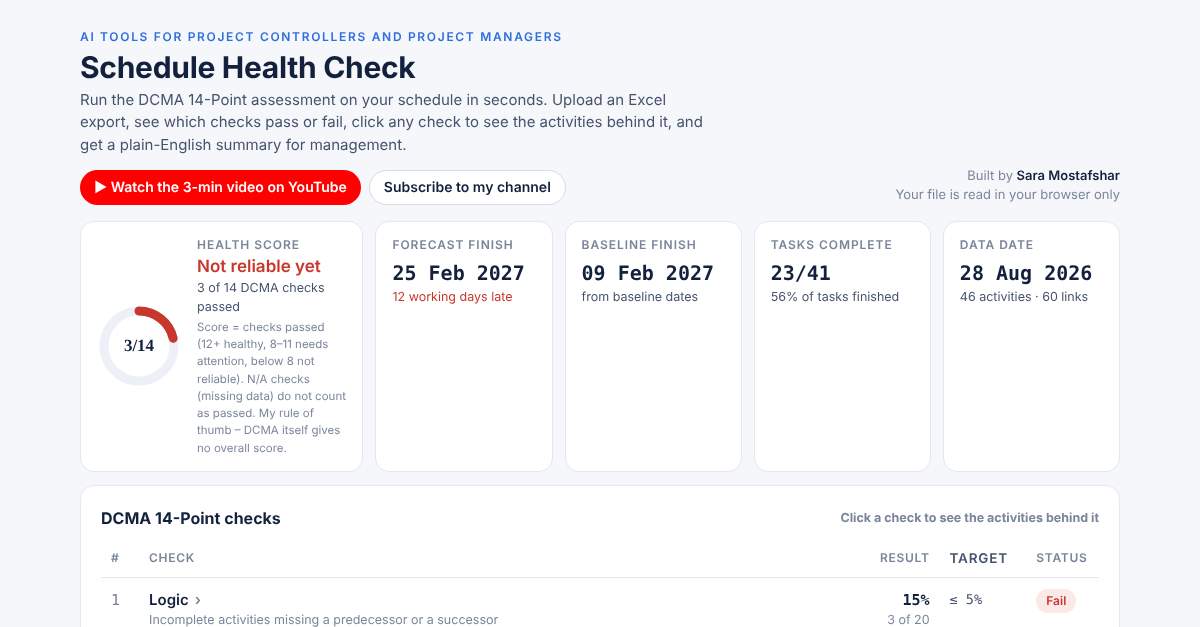 AI TOOLS FOR PROJECT CONTROLLERS AND PROJECT MANAGERS
Schedule Health Check
Run the DCMA 14-Point assessment on your schedule in seconds. Upload an Excel
export, see which checks pass or fail, click any check to see the activities behind it, and
get a plain-English summary for management.
▶ Watch the 3-min video on YouTube
Subscribe to my channel
Built by Sara Mostafshar
Your file is read in your browser only
3/14
HEALTH SCORE
Not reliable yet
3 of 14 DCMA checks
passed
Score = checks passed
(12+ healthy, 8–11 needs
attention, below 8 not
reliable). N/A checks
(missing data) do not count
as passed. My rule of
thumb – DCMA itself gives
no overall score.
FORECAST FINISH
25 Feb 2027
12 working days late
BASELINE FINISH
09 Feb 2027
from baseline dates
TASKS COMPLETE
23/41
56% of tasks finished
DATA DATE
28 Aug 2026
46 activities · 60 links
DCMA 14-Point checks
Click a check to see the activities behind it
# CHECK RESULT TARGET STATUS
1 Logic › 15% ≤ 5% Fail
Incomplete activities missing a predecessor or a successor 3 of 20